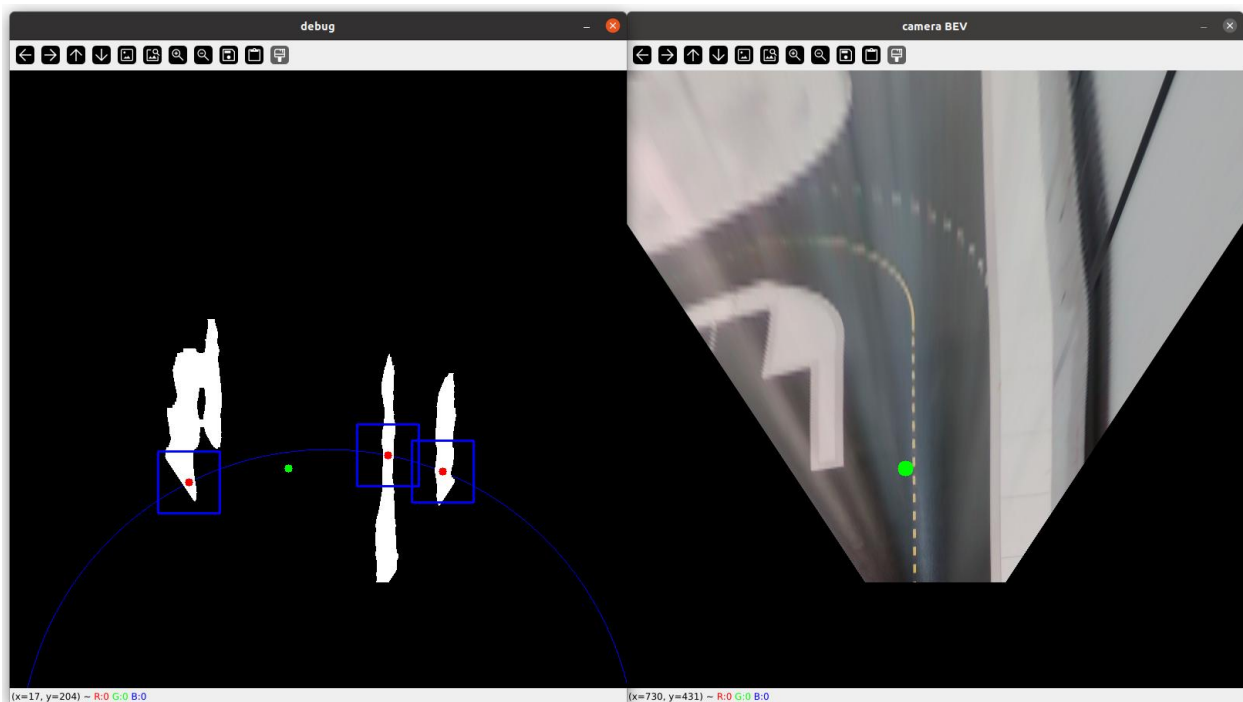 debug
camera BEV
(x=17, y=204) ~ R:0 G:0 B:0
(x=730, y=431) ~ R:0 G:0 B:0